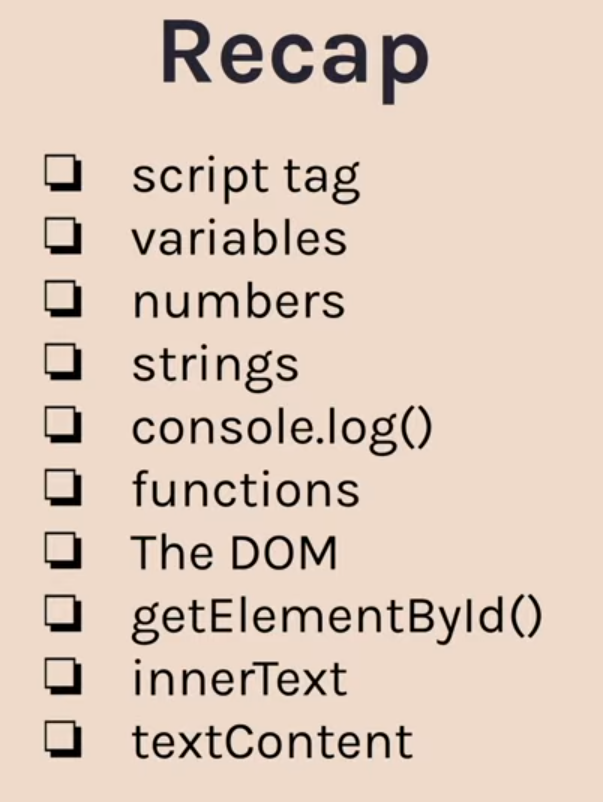 Recap
❏ script tag
❏ variables
❏ numbers
❏ strings
❏ console.log()
❏ functions
❏ The DOM
❏ getElementById()
❏ innerText
❏ textContent